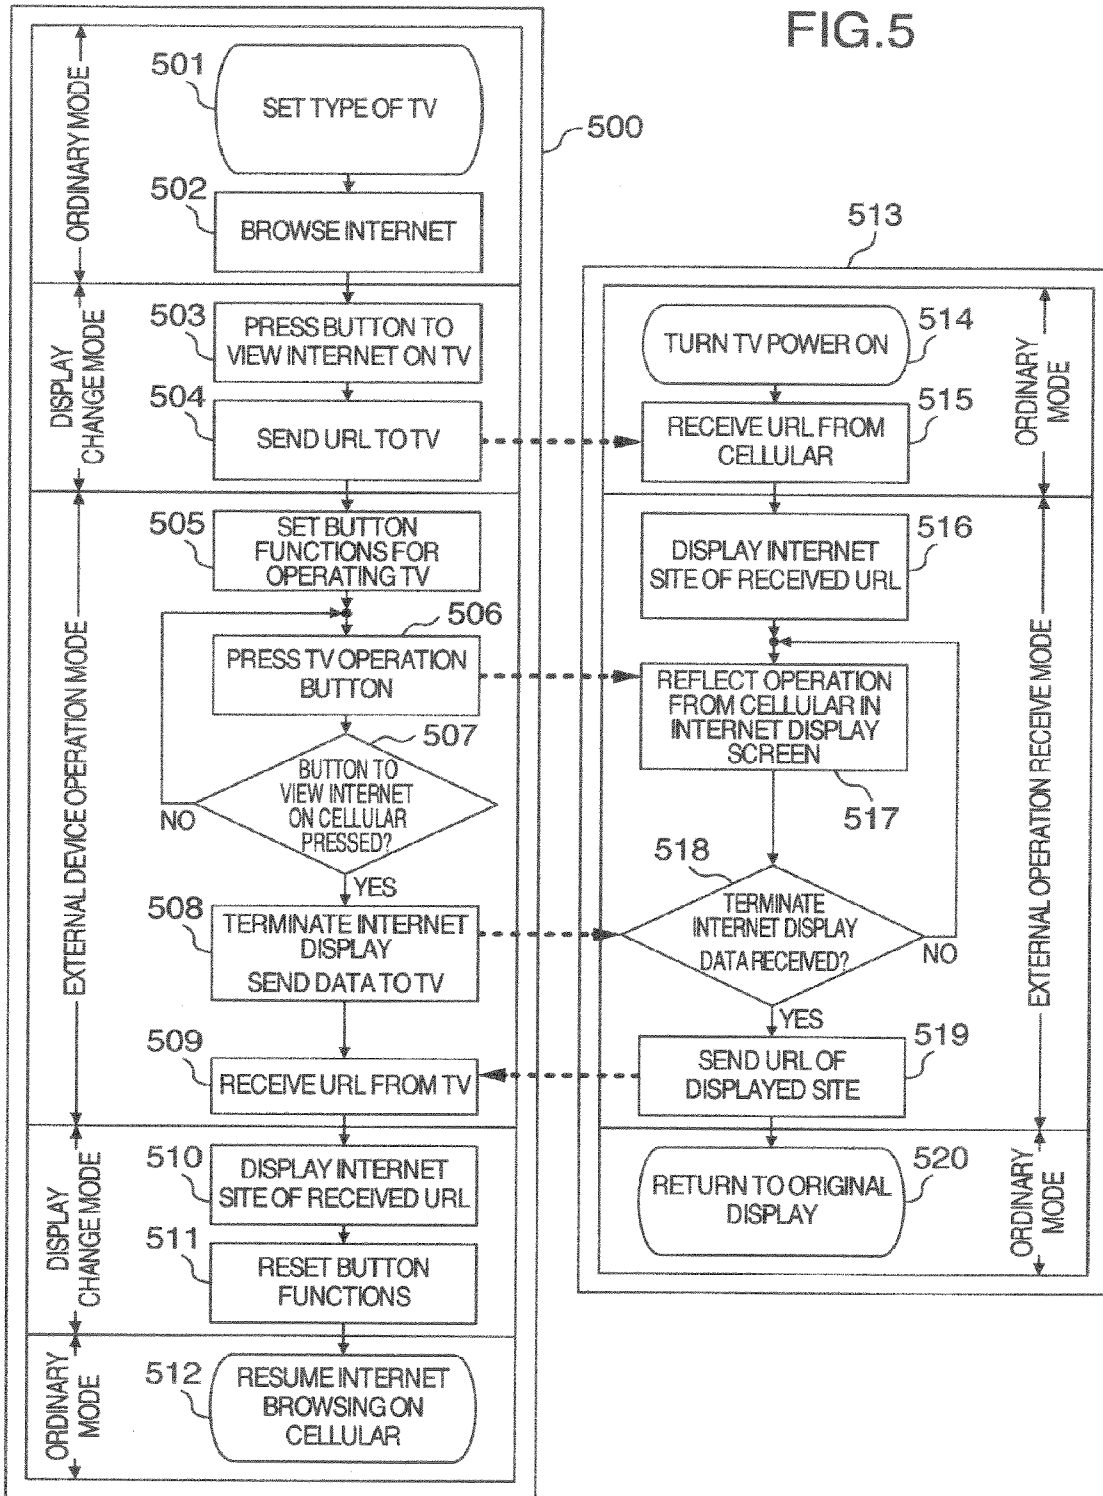 FIG.5
500
ORDINARY MODE
501
SET TYPE OF TV
502
BROWSE INTERNET
DISPLAY
CHANGE MODE
503
PRESS BUTTON TO
VIEW INTERNET ON TV
504
SEND URL TO TV
EXTERNAL DEVICE OPERATION MODE
505
SET BUTTON
FUNCTIONS FOR
OPERATING TV
506
PRESS TV OPERATION
BUTTON
507
BUTTON TO
VIEW INTERNET
ON CELLULAR
PRESSED?
NO
YES
508
TERMINATE INTERNET
DISPLAY
SEND DATA TO TV
509
RECEIVE URL FROM TV
DISPLAY
CHANGE MODE
510
DISPLAY INTERNET
SITE OF RECEIVED URL
511
RESET BUTTON
FUNCTIONS
ORDINARY
MODE
512
RESUME INTERNET
BROWSING ON
CELLULAR
513
ORDINARY
MODE
514
TURN TV POWER ON
515
RECEIVE URL FROM
CELLULAR
EXTERNAL OPERATION RECEIVE MODE
516
DISPLAY INTERNET
SITE OF RECEIVED URL
REFLECT OPERATION
FROM CELLULAR IN
INTERNET DISPLAY
SCREEN
517
518
TERMINATE
INTERNET DISPLAY
DATA RECEIVED?
NO
YES
519
SEND URL OF
DISPLAYED SITE
ORDINARY
MODE
520
RETURN TO ORIGINAL
DISPLAY